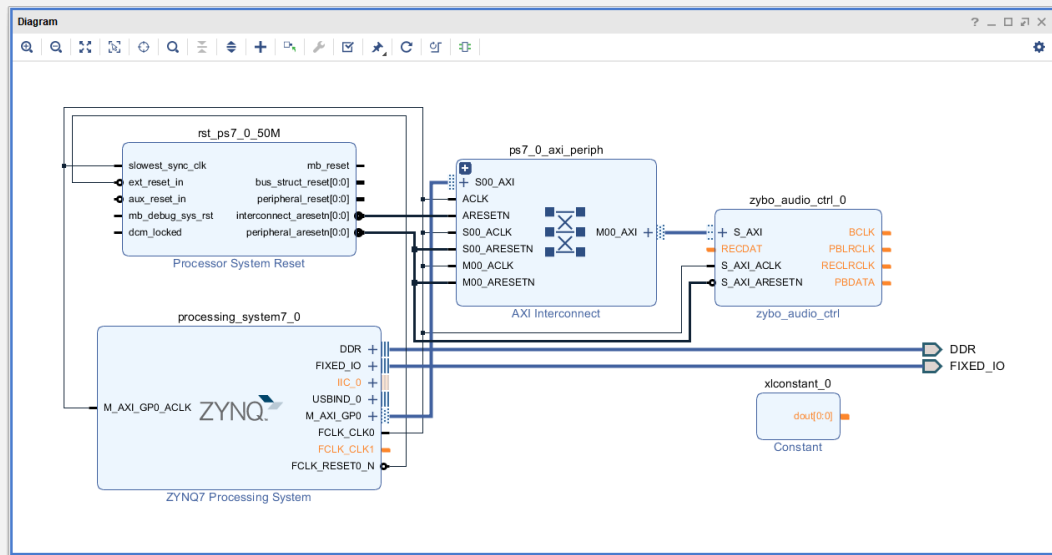 Diagram
rst_ps7_0_50M
slowest_sync_clk
ext_reset_in
aux_reset_in
mb_debug_sys_rst
dcm_locked
mb_reset
bus_struct_reset[0:0]
peripheral_reset[0:0]
interconnect_aresetn[0:0]
peripheral_aresetn[0:0]
Processor System Reset
ps7_0_axi_periph
S00_AXI
ACLK
ARESETN
S00_ACLK
S00_ARESETN
M00_ACLK
M00_ARESETN
M00_AXI
AXI Interconnect
zybo_audio_ctrl_0
S_AXI
RECDAT
S_AXI_ACLK
S_AXI_ARESETN
BCLK
PBLRCLK
RECLRCLK
PBDATA
zybo_audio_ctrl
processing_system7_0
M_AXI_GP0_ACLK
ZYNQ
DDR
FIXED_IO
IIC_0
USBIND_0
M_AXI_GP0
FCLK_CLK0
FCLK_CLK1
FCLK_RESET0_N
ZYNQ7 Processing System
DDR
FIXED_IO
xlconstant_0
dout[0:0]
Constant